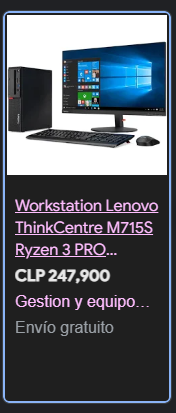 Workstation Lenovo
ThinkCentre M715S
Ryzen 3 PRO...
CLP 247,900
Gestion y equipo…
Envío gratuito